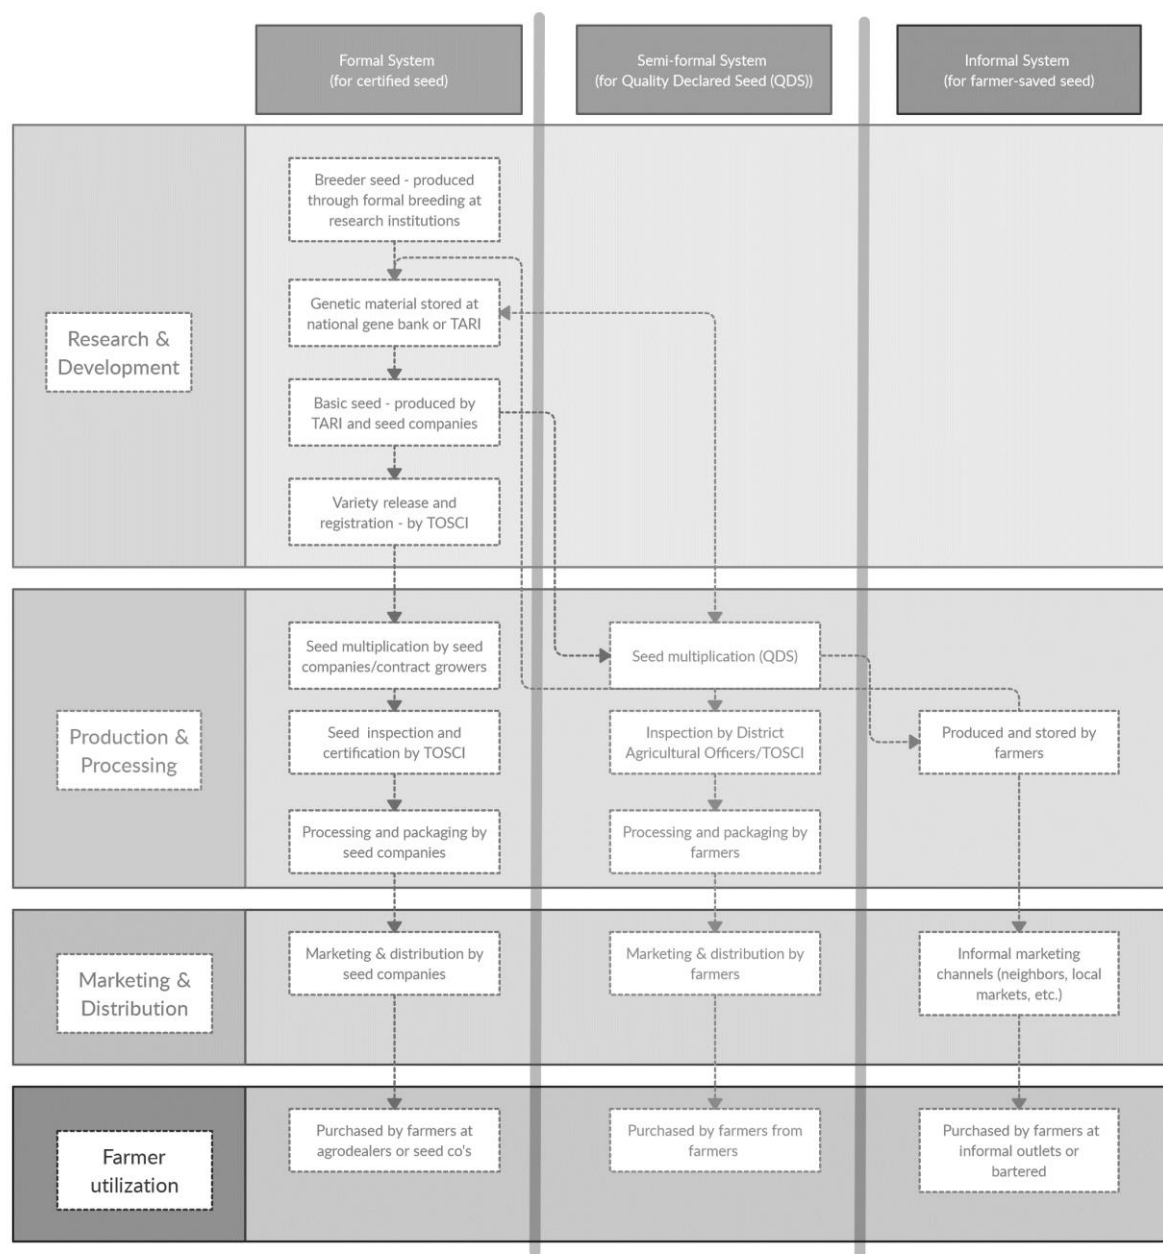 Formal System
(for certified seed)
Semi-formal System
(for Quality Declared Seed (QDS))
Informal System
(for farmer-saved seed)
Research &
Development
Breeder seed - produced
through formal breeding at
research institutions
Genetic material stored at
national gene bank or TARI
Basic seed - produced by
TARI and seed companies
Variety release and
registration - by TOSCI
Production &
Processing
Seed multiplication by seed
companies/contract growers
Seed multiplication (QDS)
Seed inspection and
certification by TOSCI
Inspection by District
Agricultural Officers/TOSCI
Produced and stored by
farmers
Processing and packaging by
seed companies
Processing and packaging by
farmers
Marketing &
Distribution
Marketing & distribution by
seed companies
Marketing & distribution by
farmers
Informal marketing
channels (neighbors, local
markets, etc.)
Farmer
utilization
Purchased by farmers at
agrodealers or seed co's
Purchased by farmers from
farmers
Purchased by farmers at
informal outlets or
bartered